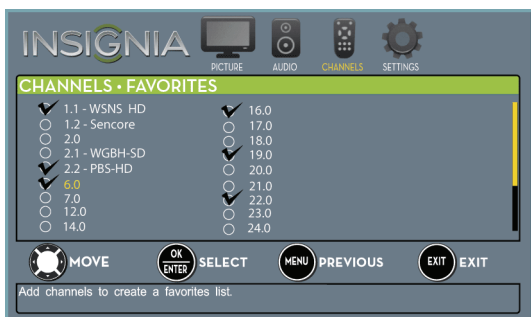 INSIGNIA
PICTURE AUDIO CHANNELS SETTINGS
CHANNELS • FAVORITES
1.1 - WSNS HD
1.2 - Sencore
2.0
2.1 - WGBH-SD
2.2 - PBS-HD
6.0
7.0
12.0
14.0
16.0
17.0
18.0
19.0
20.0
21.0
22.0
23.0
24.0
MOVE
OK
ENTER
SELECT
MENU PREVIOUS
EXIT EXIT
Add channels to create a favorites list.